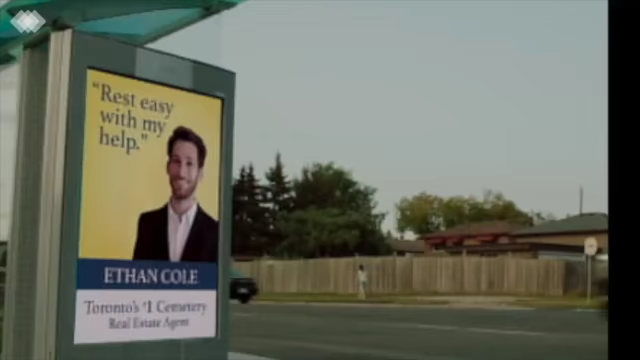 "Rest easy
with my
help."
ETHAN COLE
Toronto's #1 Cemetery
Real Estate Agent